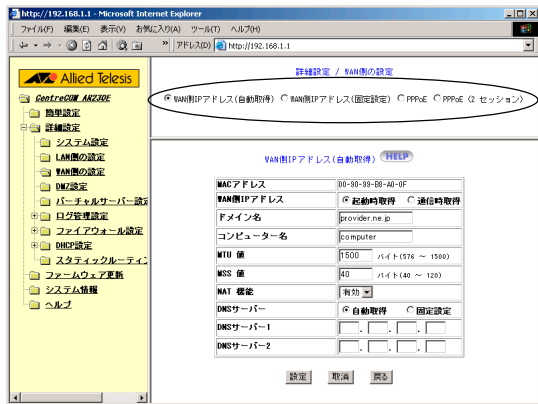 http://192.168.1.1 - Microsoft Internet Explorer
ファイル(F) 編集(E) 表示(V) お気に入り(A) ツール(T) ヘルプ(H)
アドレス(D) http://192.168.1.1
Allied Telesis
CentreCOM AR230E
簡単設定
詳細設定
システム設定
LAN側の設定
WAN側の設定
DMZ設定
バーチャルサーバー設定
ログ管理設定
ファイアウォール設定
DHCP設定
スタティックルーティン
ファームウェア更新
システム情報
ヘルプ
詳細設定 / WAN側の設定
WAN側IPアドレス(自動取得) WAN側IPアドレス(固定設定) PPPoE PPPoE (2 セッション)
WAN側IPアドレス(自動取得) HELP
MACアドレス 00-90-99-B8-A0-0F
WAN側IPアドレス 起動時取得 通信時取得
ドメイン名 provider.ne.jp
コンピューター名 computer
MTU 値 1500 バイト(576 ～ 1500)
MSS 値 40 バイト(40 ～ 120)
NAT 機能 有効
DNSサーバー 自動取得 固定設定
DNSサーバー1 . . .
DNSサーバー2 . . .
設定 取消 戻る